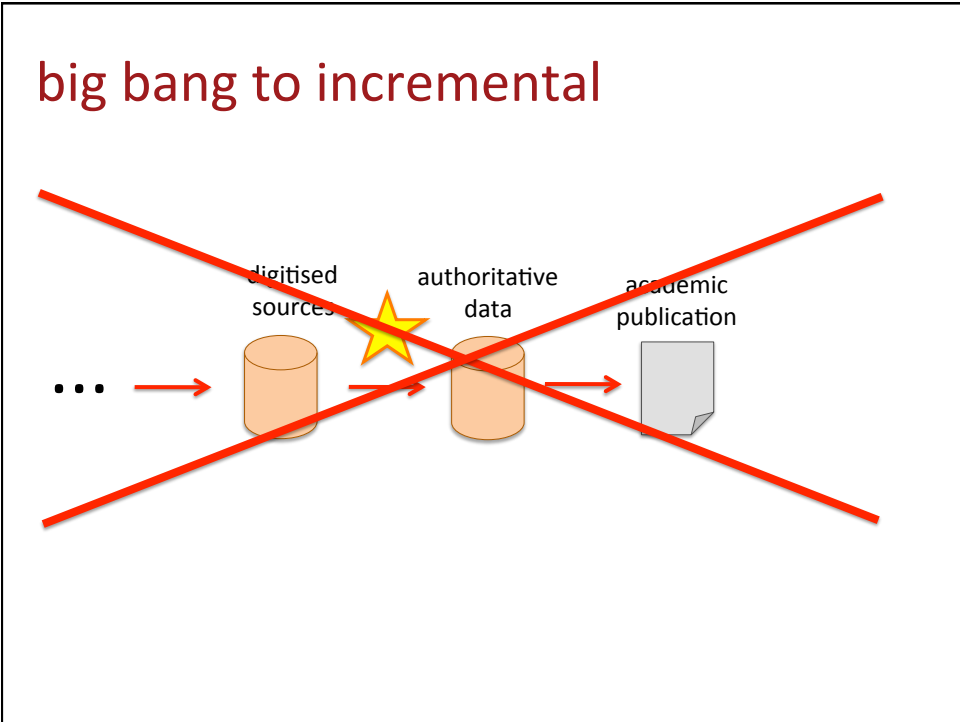 big bang to incremental
digitised
sources
authoritative
data
academic
publication
...